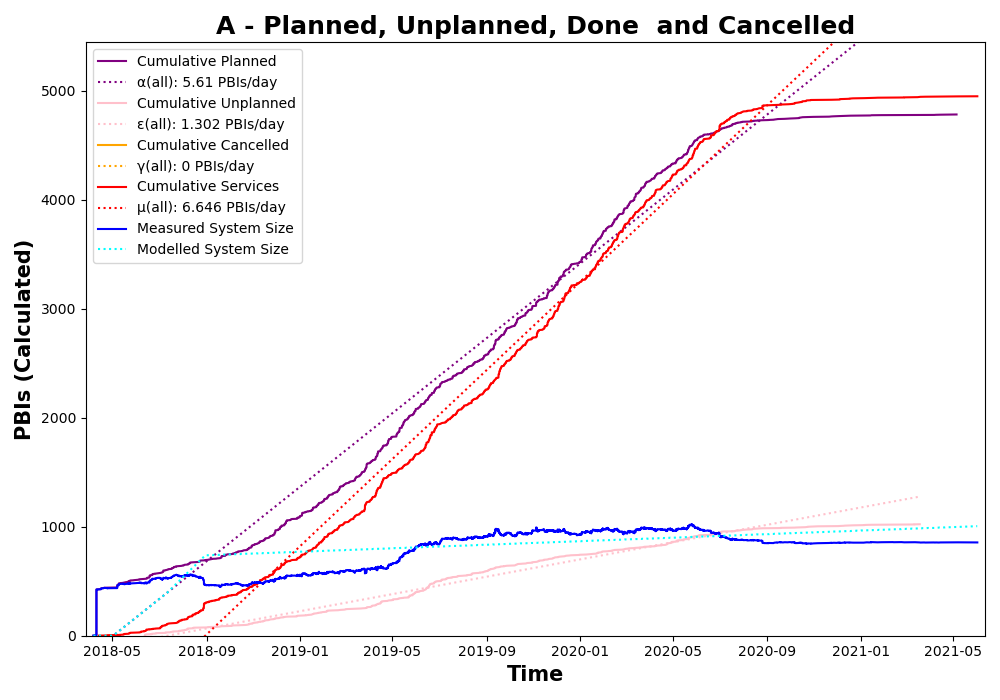 A - Planned, Unplanned, Done  and Cancelled
Cumulative Planned
α(all): 5.61 PBIs/day
Cumulative Unplanned
ε(all): 1.302 PBIs/day
Cumulative Cancelled
γ(all): 0 PBIs/day
Cumulative Services
μ(all): 6.646 PBIs/day
Measured System Size
Modelled System Size
PBIs (Calculated)
5000
4000
3000
2000
1000
0
2018-05 2018-09 2019-01 2019-05 2019-09 2020-01 2020-05 2020-09 2021-01 2021-05
Time